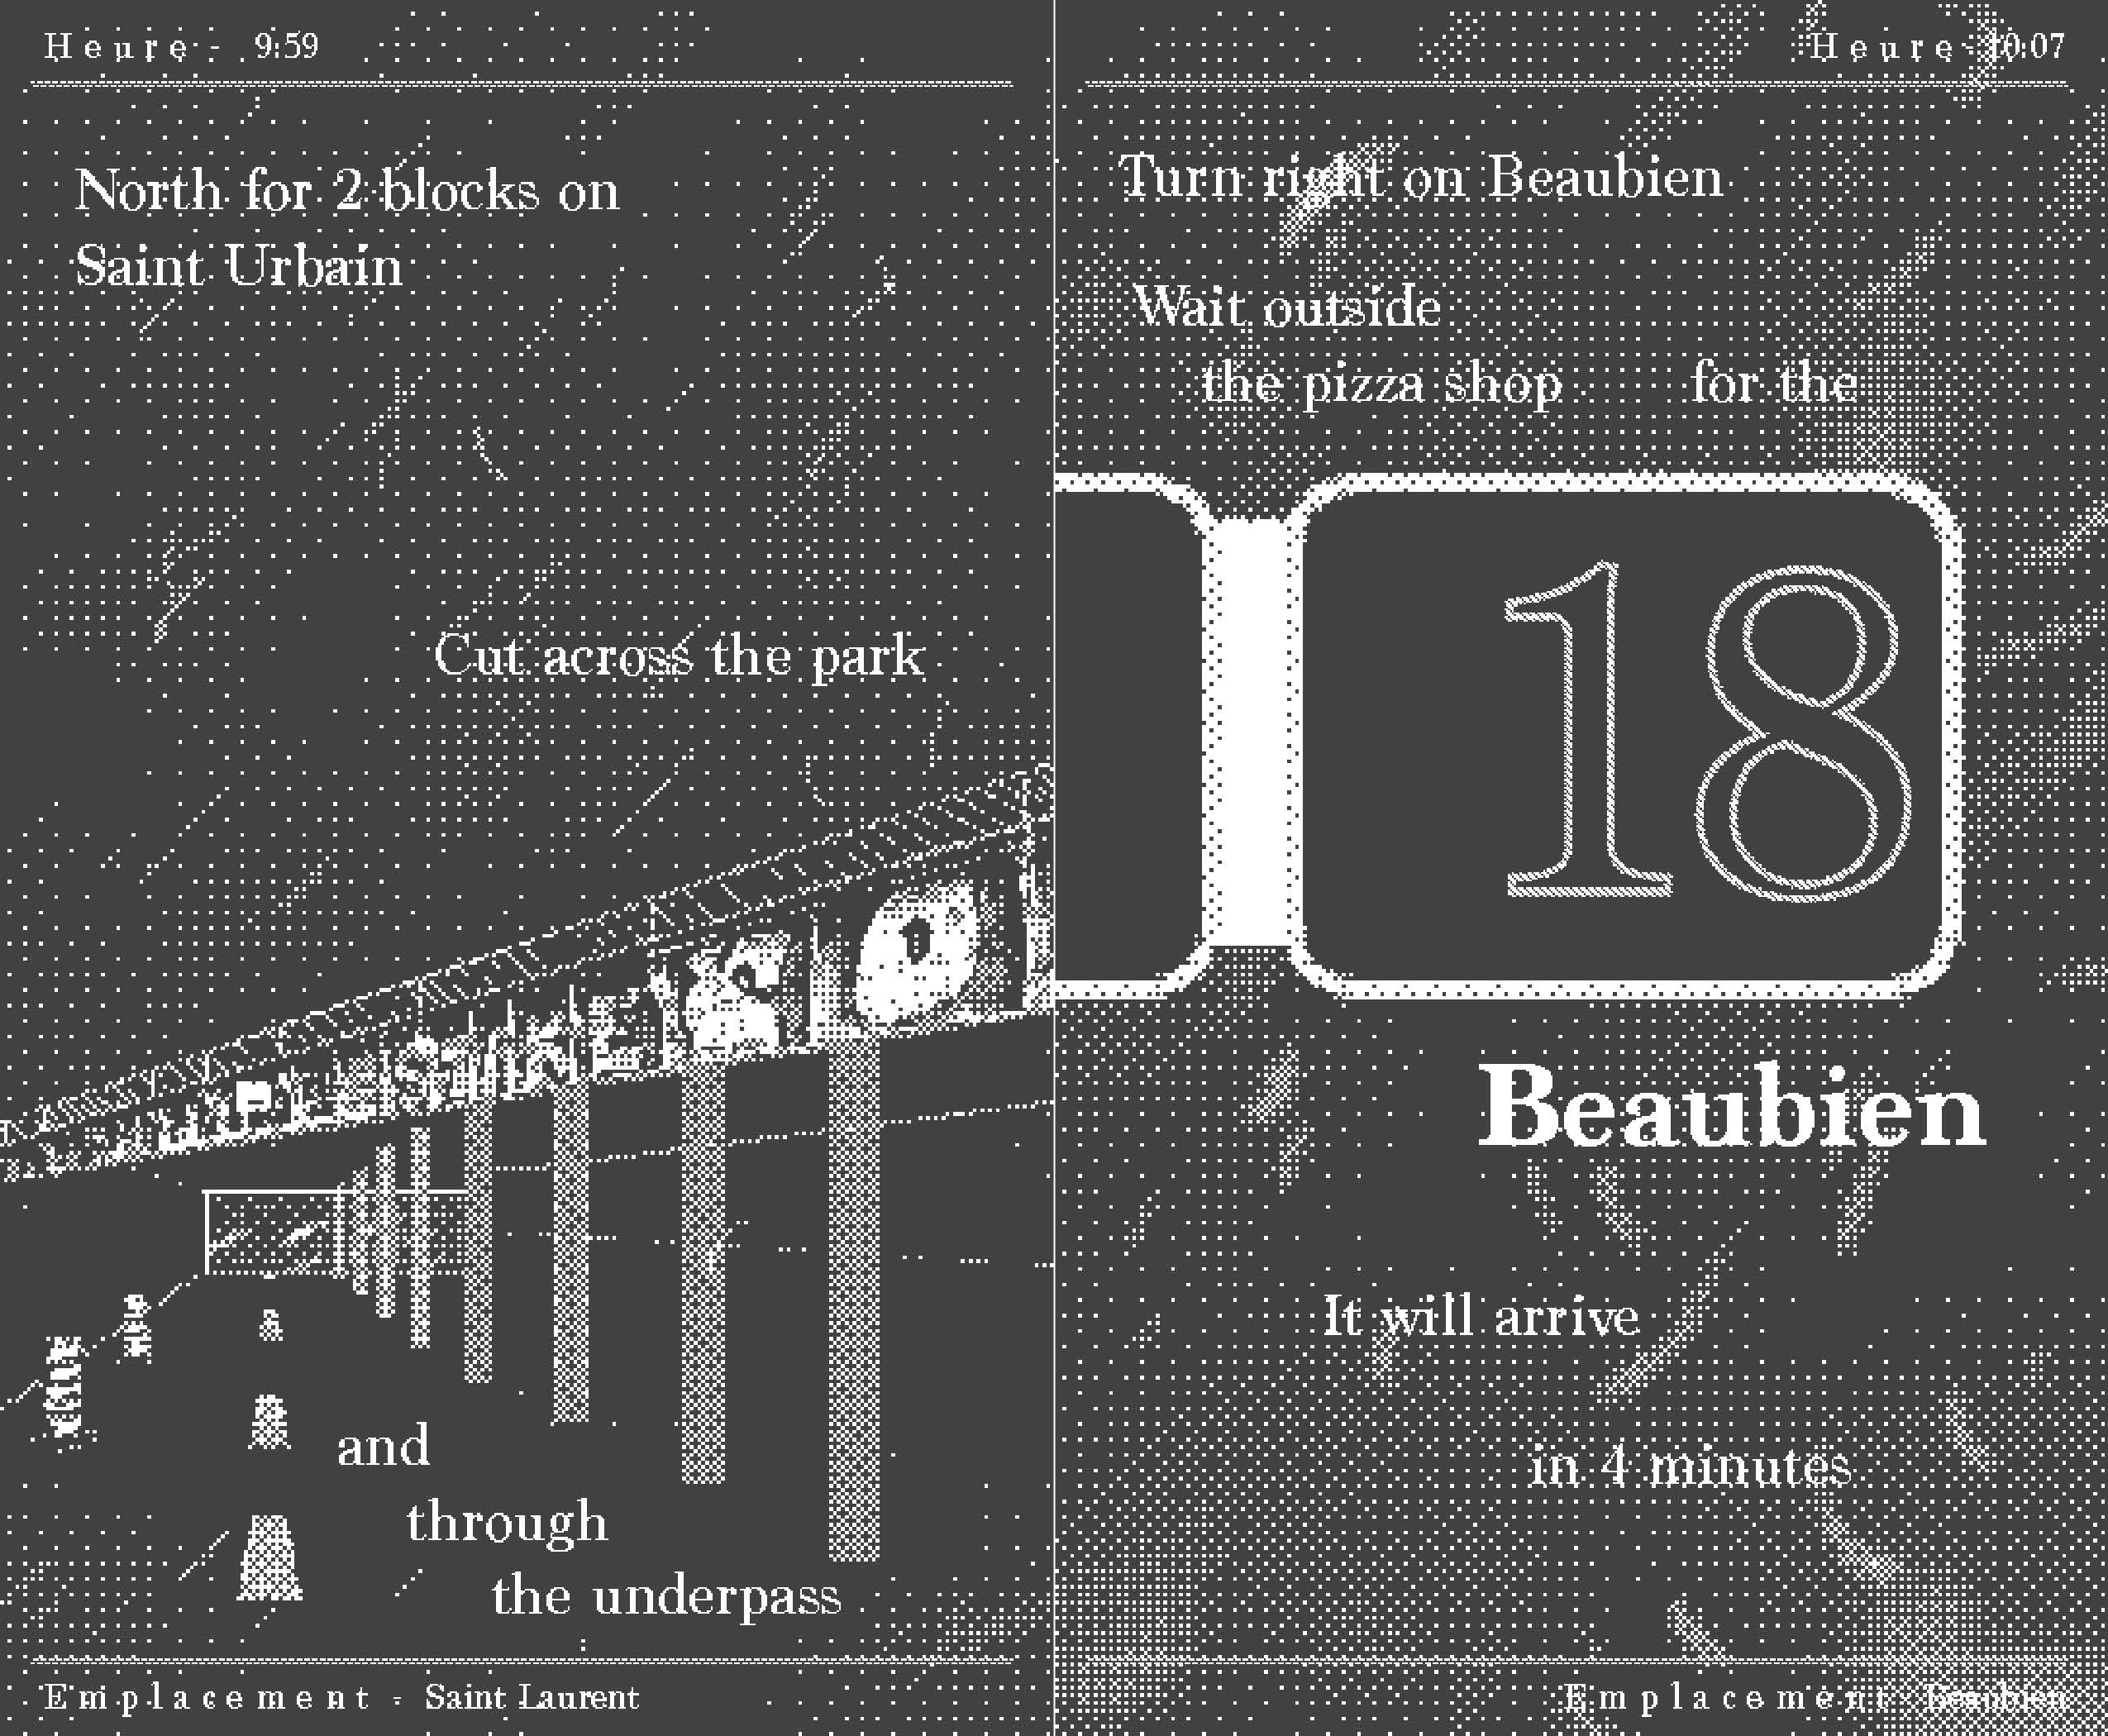 Heure - 9:59
North for 2 blocks on
Saint Urbain
Cut across the park
and
through
the underpass
Emplacement - Saint Laurent
Heure - 10:07
Turn right on Beaubien
Wait outside
the pizza shop for the
18
Beaubien
It will arrive
in 4 minutes
Emplacement - Beaubien